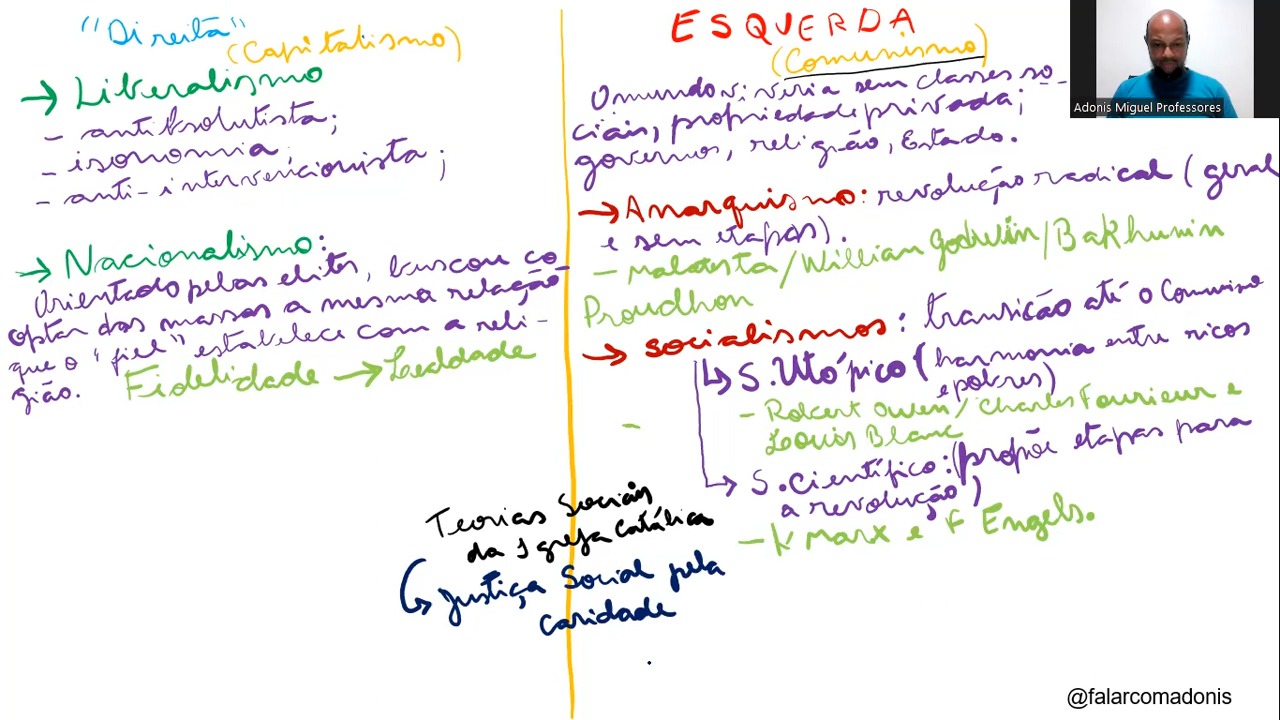 "Direita"
(Capitalismo)
→ Liberalismo
- antiabsolutista;
- isonomia;
- anti-intervencionista;
→ Nacionalismo:
Orientado pelas elites, buscou co-
optar das massas a mesma relação
que o "fiel" estabelece com a reli-
gião.
Fidelidade → Lealdade
ESQUERDA
(Comunismo)
O mundo viveria sem classes so-
ciais, propriedade privada;
governos, religião, Estado.
→ Anarquismo: revolução radical (geral
e sem etapas).
- Malatesta/Willian Godwin/Bakhunin
Proudhon
→ socialismos: transição até o Comunismo
↳ S. Utópico (harmonia entre ricos
e pobres)
- Robert Owen/Charles Fourieur e
Louis Blanc
→ S. Científico: (propõe etapas para
a revolução)
- K Marx e F Engels.
Teorias Sociais
da Igreja Católica
↳ Justiça Social pela
caridade
Adonis Miguel Professores
@falarcomadonis